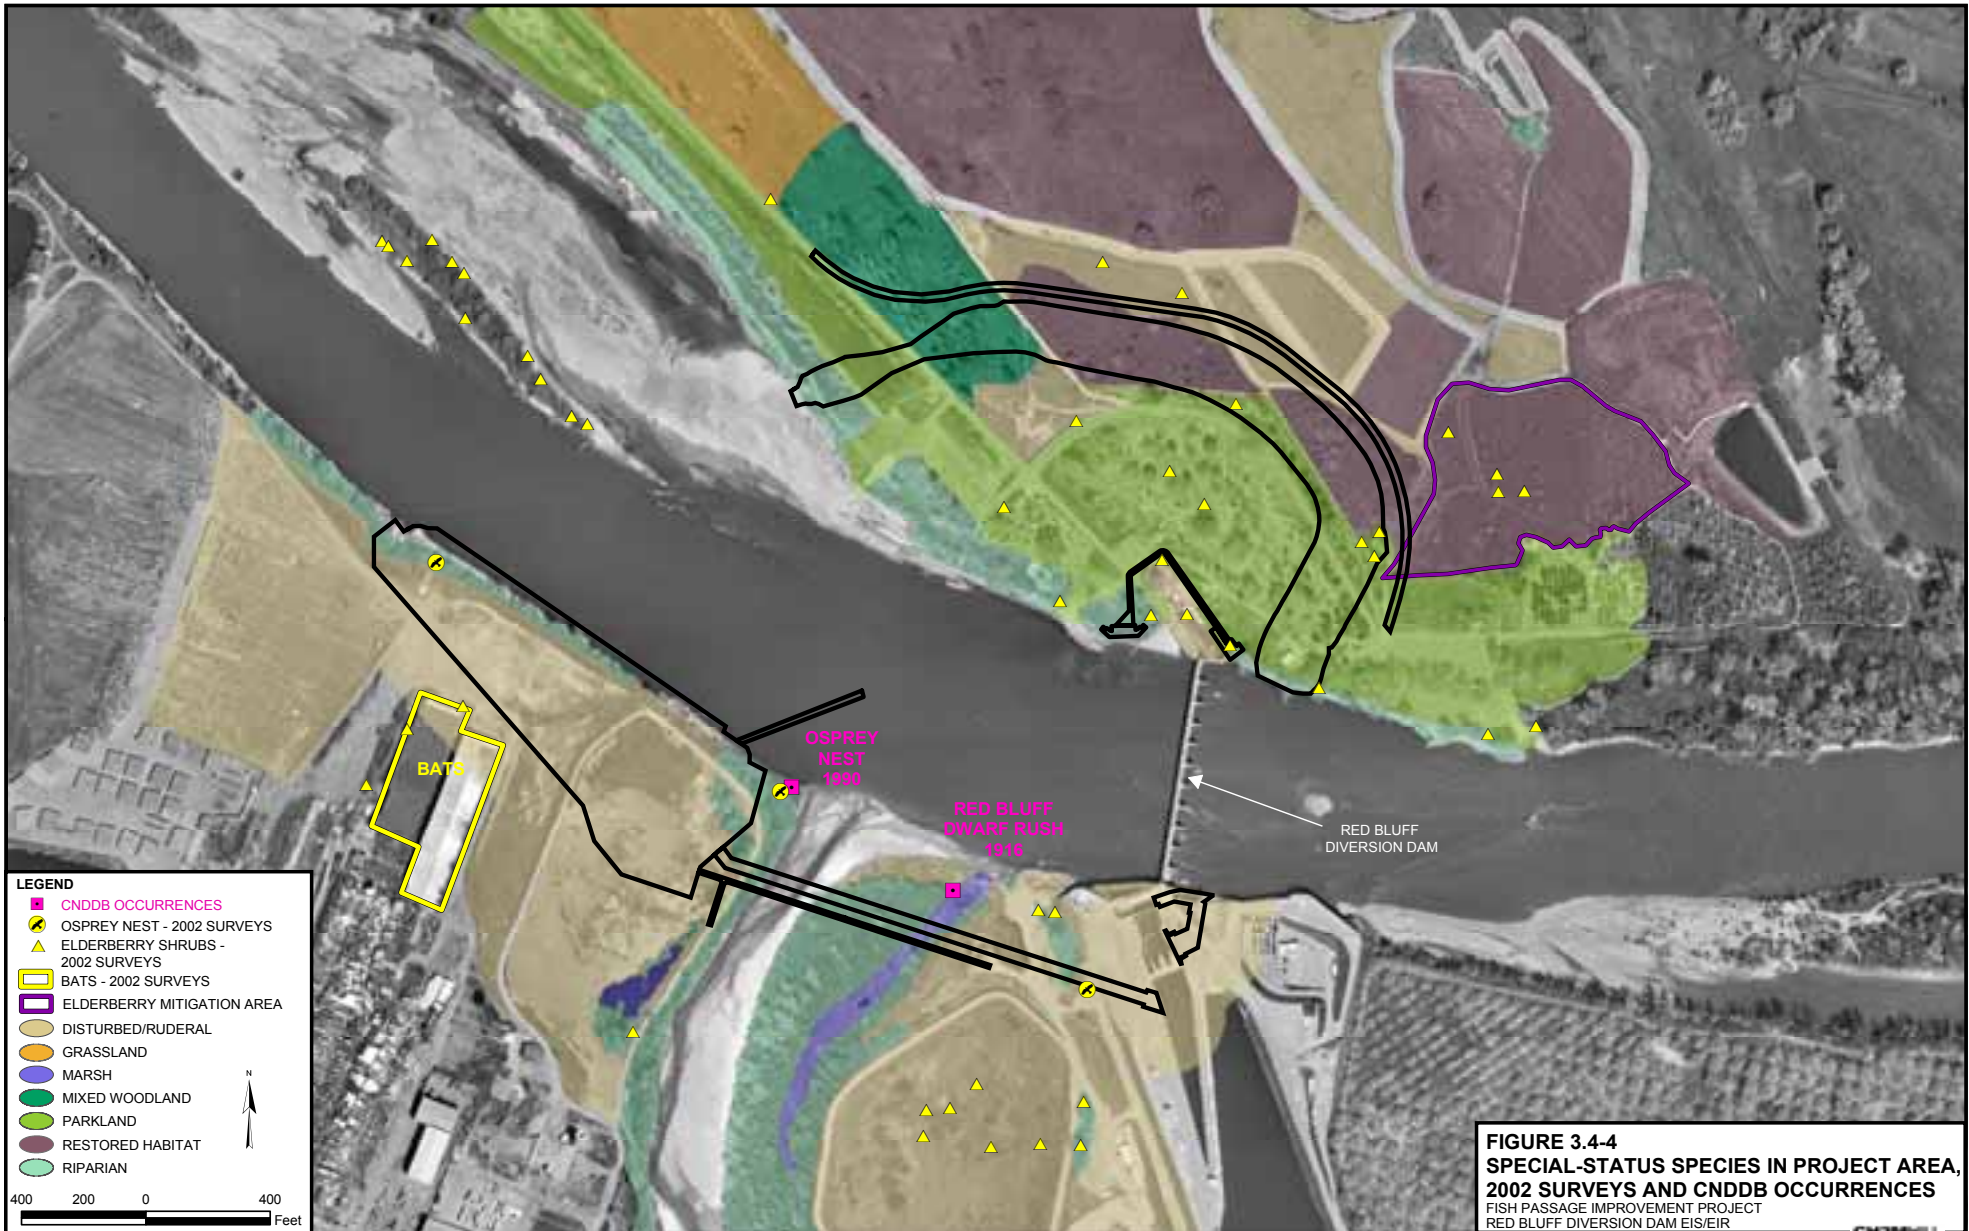 OSPREY
NEST
1990
RED BLUFF
DWARF RUSH
1916
RED BLUFF
DIVERSION DAM
BATS
LEGEND
CNDDB OCCURRENCES
OSPREY NEST - 2002 SURVEYS
ELDERBERRY SHRUBS -
2002 SURVEYS
BATS - 2002 SURVEYS
ELDERBERRY MITIGATION AREA
DISTURBED/RUDERAL
GRASSLAND
MARSH
MIXED WOODLAND
PARKLAND
RESTORED HABITAT
RIPARIAN
N
400 200 0 400
Feet
FIGURE 3.4-4
SPECIAL-STATUS SPECIES IN PROJECT AREA,
2002 SURVEYS AND CNDDB OCCURRENCES
FISH PASSAGE IMPROVEMENT PROJECT
RED BLUFF DIVERSION DAM EIS/EIR